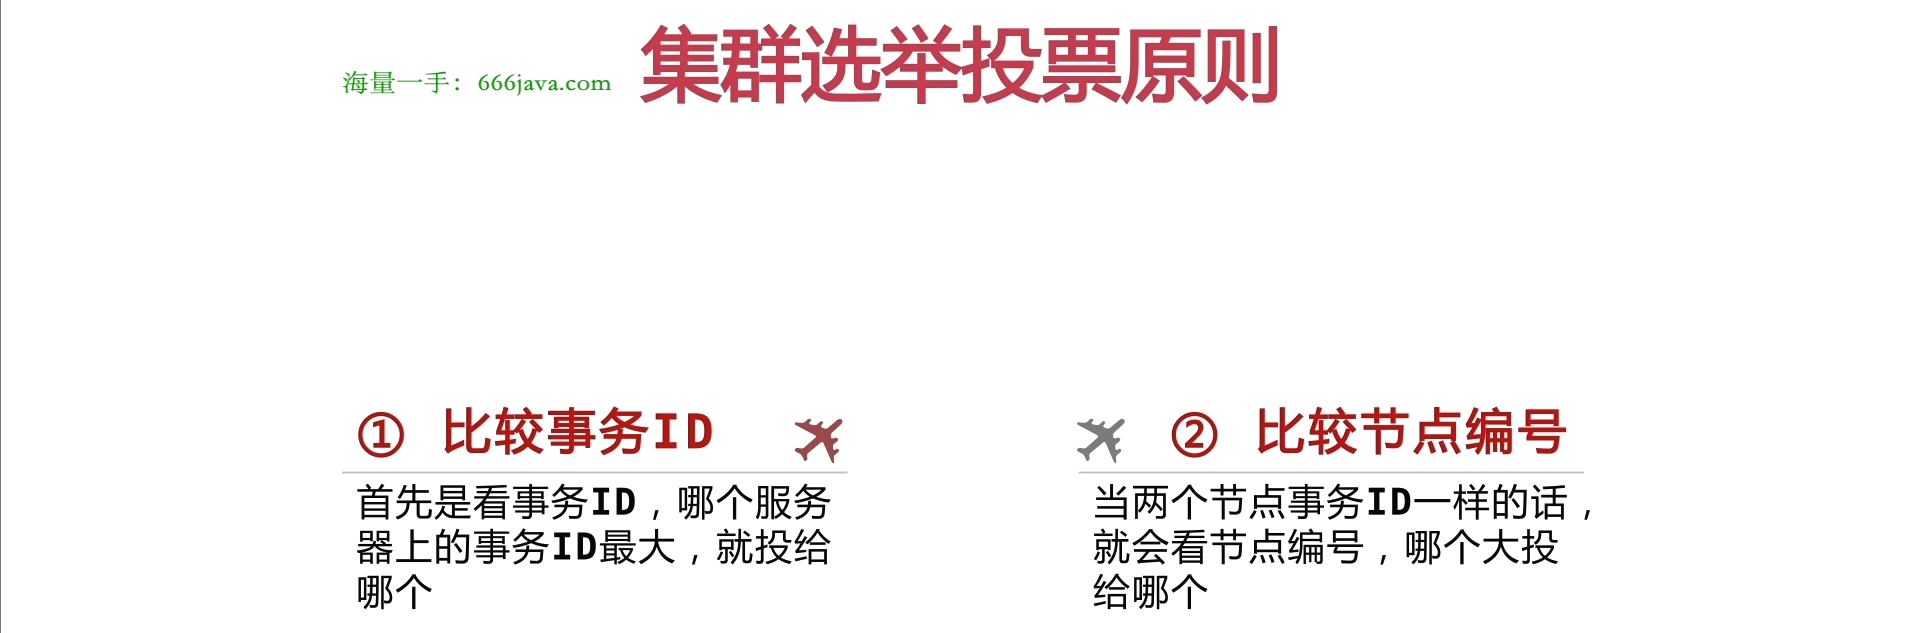 海量一手：666java.com
集群选举投票原则
① 比较事务ID
首先是看事务ID，哪个服务
器上的事务ID最大，就投给
哪个
② 比较节点编号
当两个节点事务ID一样的话，
就会看节点编号，哪个大投
给哪个